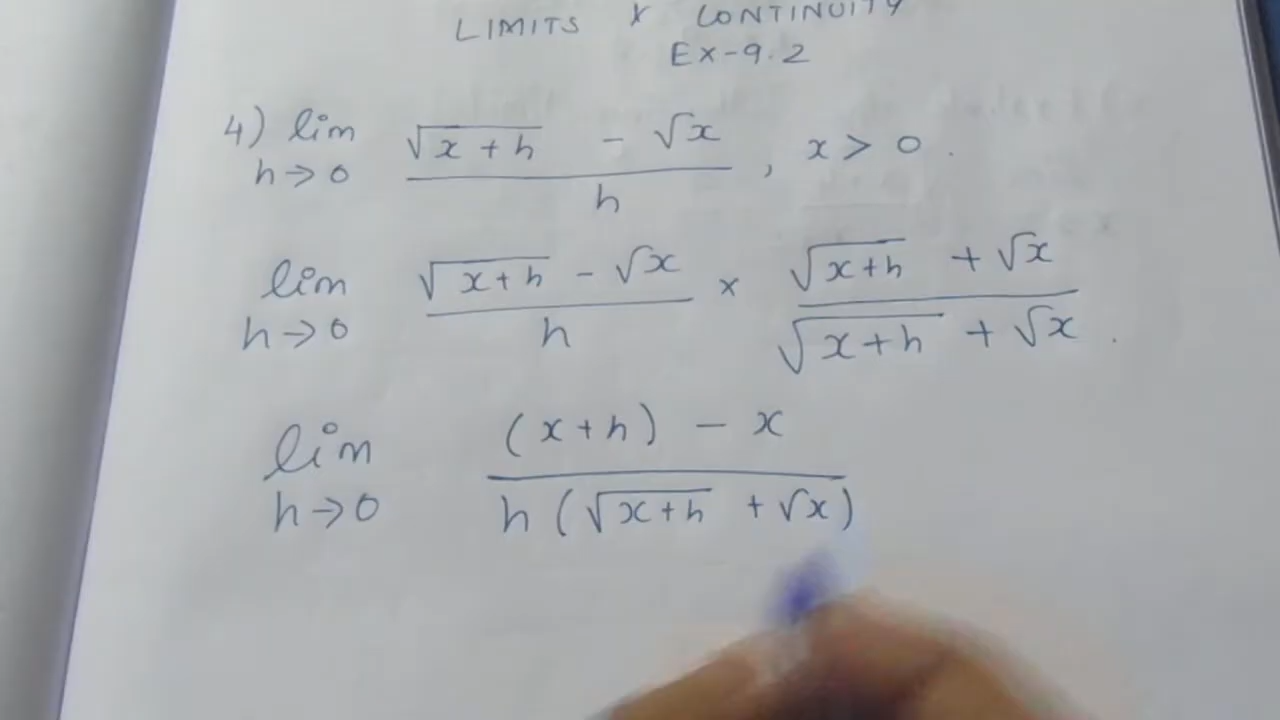 LIMITS & CONTINUITY
Ex-9.2
4) lim h→0 (√(x+h) - √x)/h , x > 0 .
lim h→0 (√(x+h) - √x)/h × (√(x+h) + √x)/(√(x+h) + √x) .
lim h→0 ((x+h) - x)/(h(√(x+h) + √x))